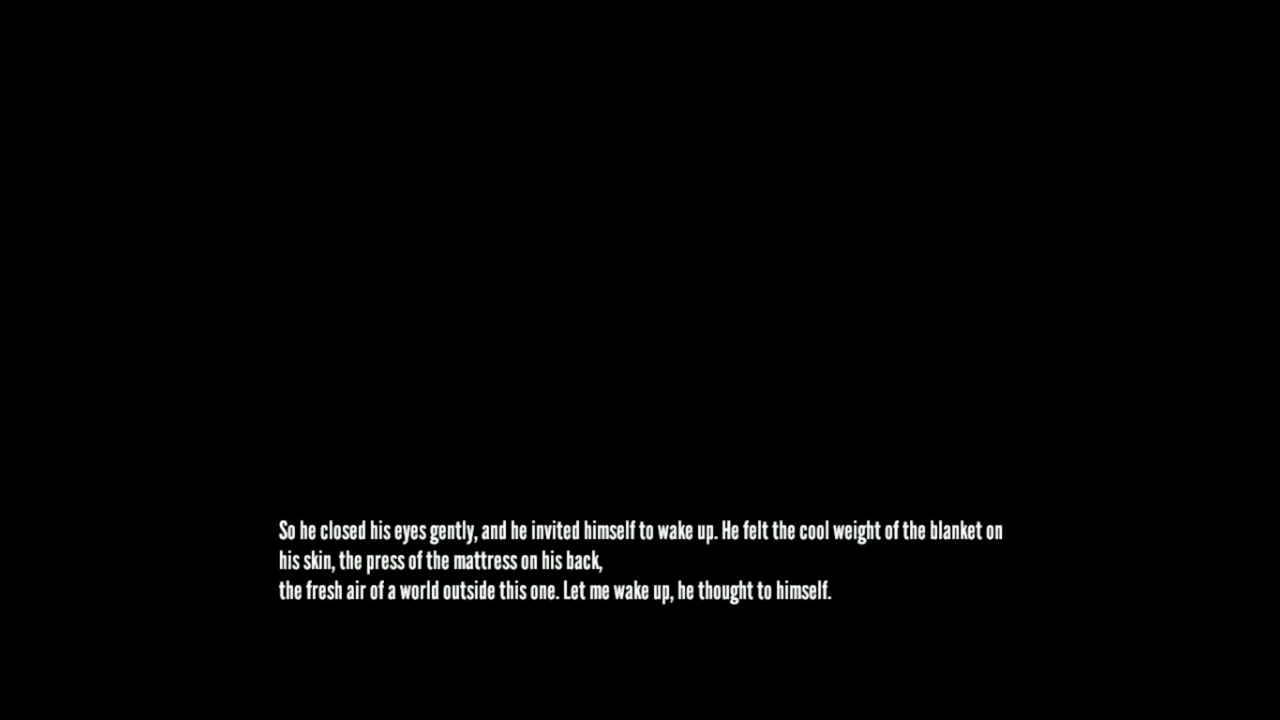 So he closed his eyes gently, and he invited himself to wake up. He felt the cool weight of the blanket on
his skin, the press of the mattress on his back,
the fresh air of a world outside this one. Let me wake up, he thought to himself.